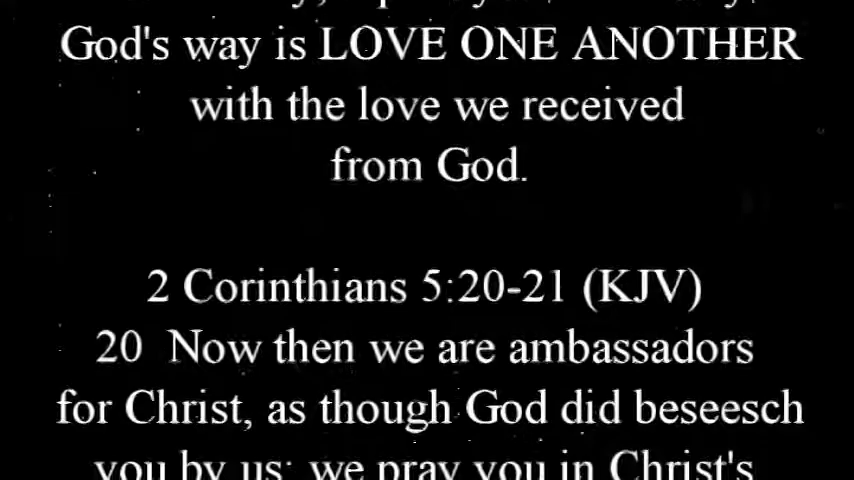 God's way is LOVE ONE ANOTHER
with the love we received
from God.
2 Corinthians 5:20-21 (KJV)
20 Now then we are ambassadors
for Christ, as though God did beseesch
you by us: we pray you in Christ's